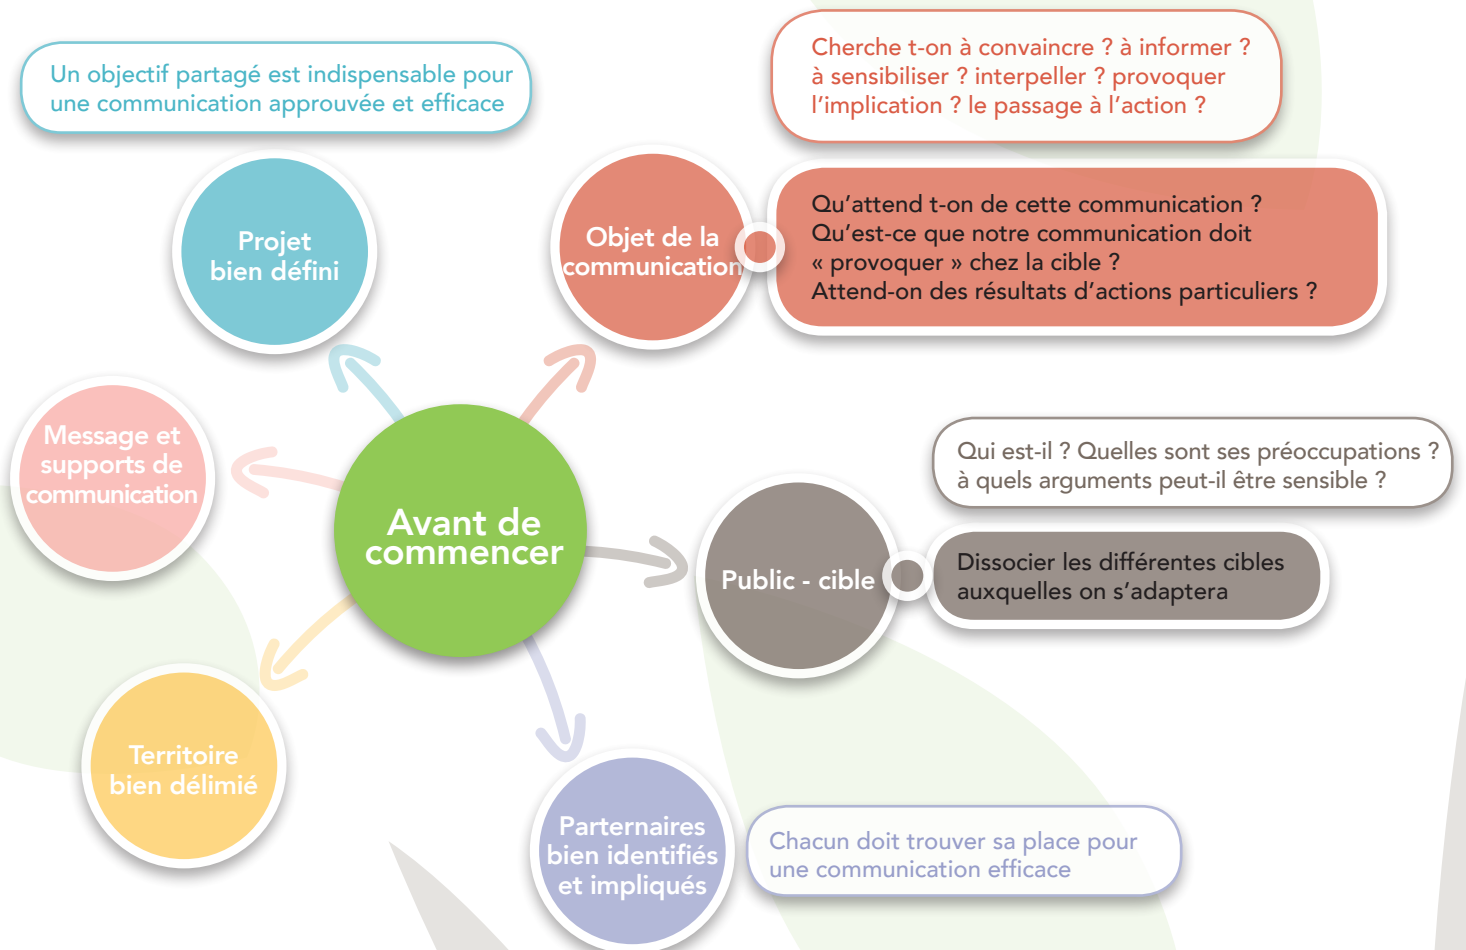 Un objectif partagé est indispensable pour
une communication approuvée et efficace
Cherche t-on à convaincre ? à informer ?
à sensibiliser ? interpeller ? provoquer
l’implication ? le passage à l’action ?
Projet
bien défini
Objet de la
communication
Qu’attend t-on de cette communication ?
Qu’est-ce que notre communication doit
« provoquer » chez la cible ?
Attend-on des résultats d’actions particuliers ?
Message et
supports de
communication
Avant de
commencer
Qui est-il ? Quelles sont ses préoccupations ?
à quels arguments peut-il être sensible ?
Public - cible
Dissocier les différentes cibles
auxquelles on s’adaptera
Territoire
bien délimié
Parternaires
bien identifiés
et impliqués
Chacun doit trouver sa place pour
une communication efficace